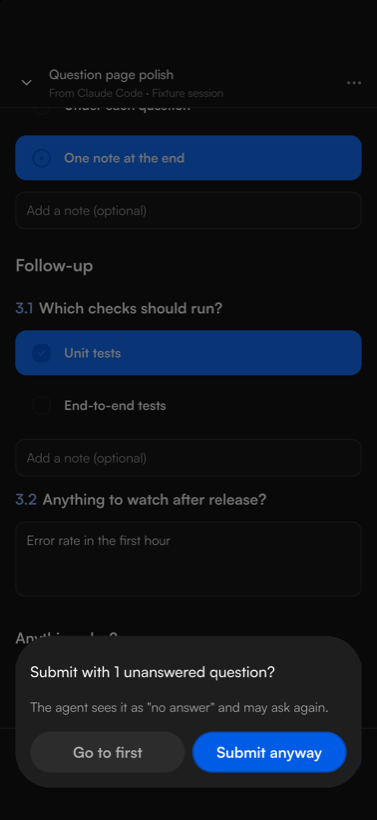 Question page polish
From Claude Code • Fixture session
Under each question
One note at the end
Add a note (optional)
Follow-up
3.1 Which checks should run?
Unit tests
End-to-end tests
Add a note (optional)
3.2 Anything to watch after release?
Error rate in the first hour
Submit with 1 unanswered question?
The agent sees it as "no answer" and may ask again.
Go to first
Submit anyway